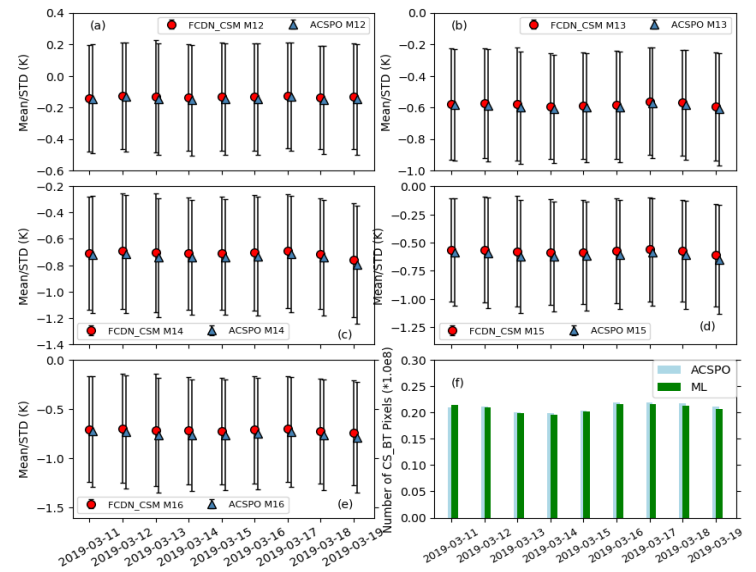 0.4
0.2
0.0
−0.2
−0.4
−0.6
Mean/STD (K)
(a)
FCDN_CSM M12
ACSPO M12
0.0
−0.2
−0.4
−0.6
−0.8
−1.0
Mean/STD (K)
(b)
FCDN_CSM M13
ACSPO M13
−0.2
−0.4
−0.6
−0.8
−1.0
−1.2
−1.4
Mean/STD (K)
FCDN_CSM M14
ACSPO M14
(c)
0.00
−0.25
−0.50
−0.75
−1.00
−1.25
Mean/STD (K)
FCDN_CSM M15
ACSPO M15
(d)
0.0
−0.5
−1.0
−1.5
Mean/STD (K)
FCDN_CSM M16
ACSPO M16
(e)
2019-03-11
2019-03-12
2019-03-13
2019-03-14
2019-03-15
2019-03-16
2019-03-17
2019-03-18
2019-03-19
0.30
0.25
0.20
0.15
0.10
0.05
0.00
Number of CS_BT Pixels (*1.0e8)
(f)
ACSPO
ML
2019-03-11
2019-03-12
2019-03-13
2019-03-14
2019-03-15
2019-03-16
2019-03-17
2019-03-18
2019-03-19